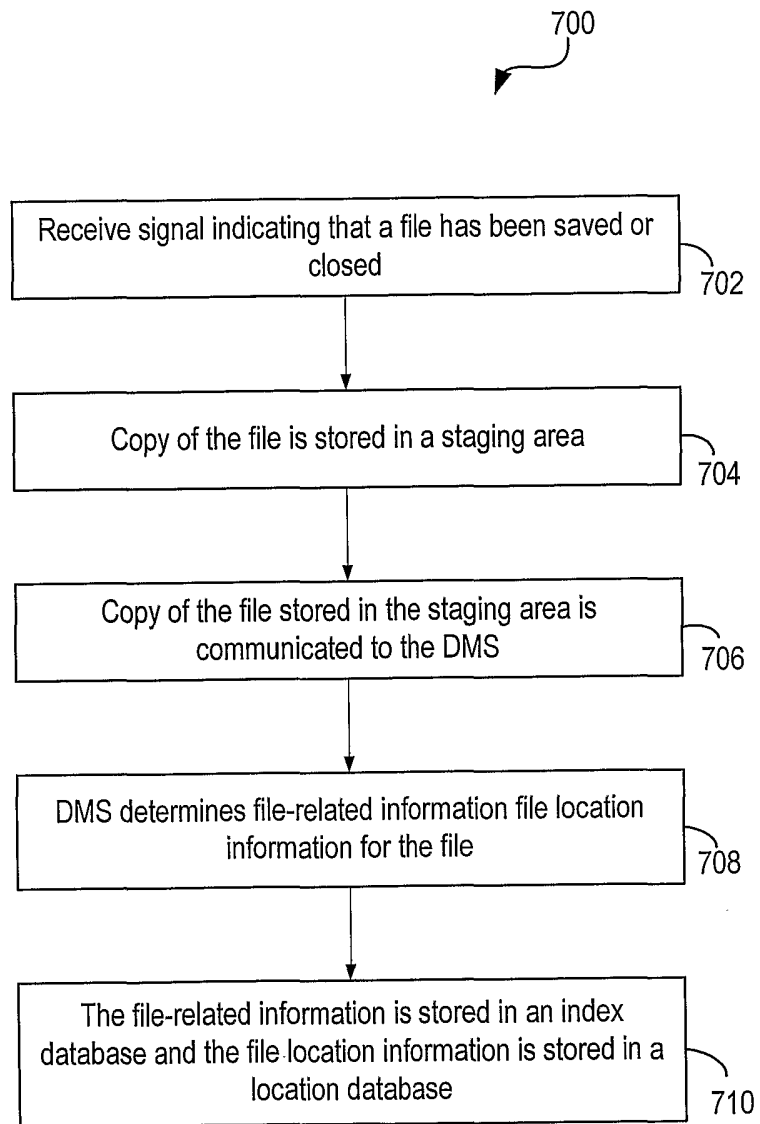 700
Receive signal indicating that a file has been saved or
closed
702
Copy of the file is stored in a staging area
704
Copy of the file stored in the staging area is
communicated to the DMS
706
DMS determines file-related information file location
information for the file
708
The file-related information is stored in an index
database and the file location information is stored in a
location database
710